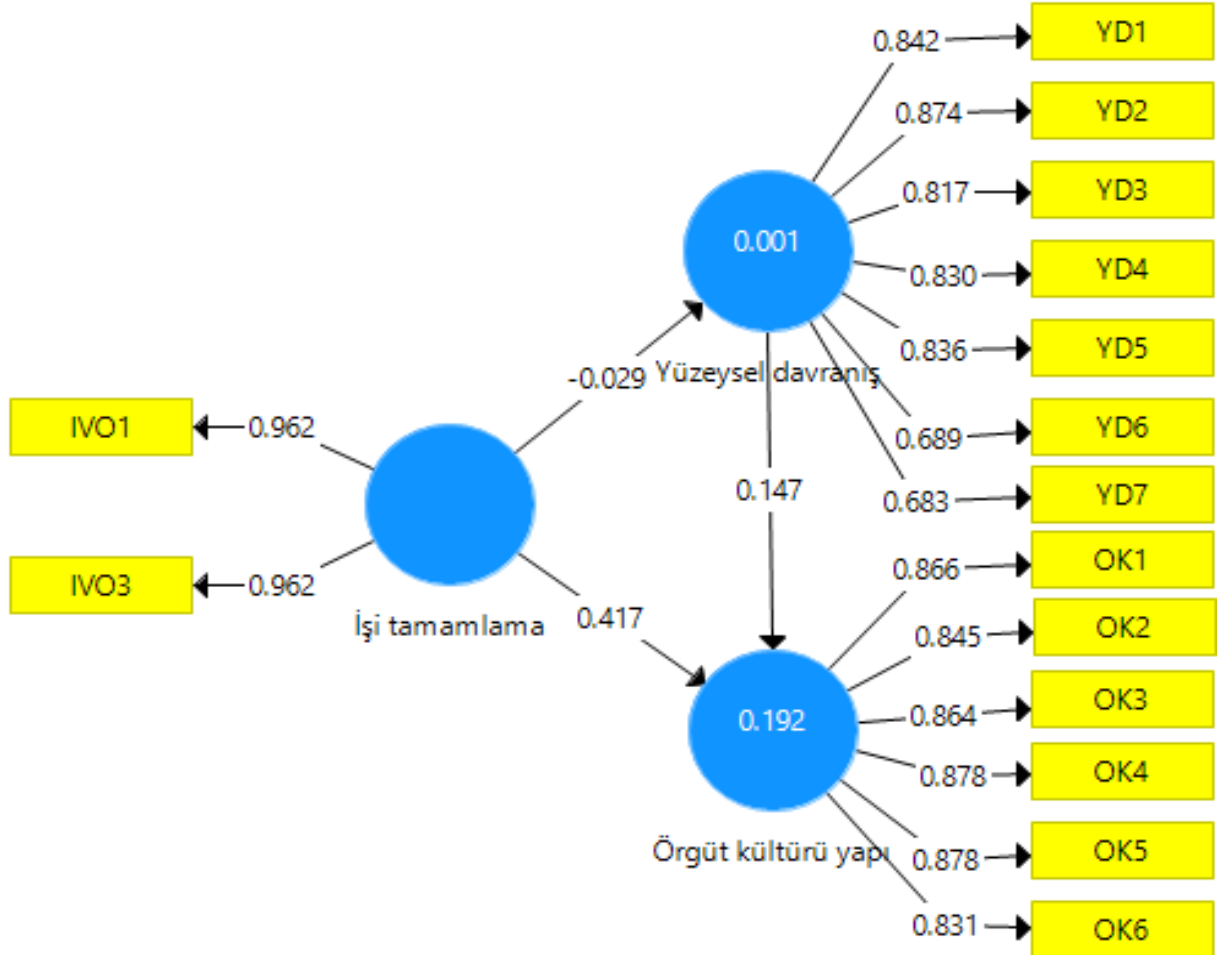 0.842
YD1
0.874
YD2
0.817
YD3
0.001
0.830
YD4
0.836
YD5
-0.029
Yüzeysel davranış
IVO1
0.962
0.689
YD6
0.147
0.683
YD7
0.866
OK1
IVO3
0.962
İşi tamamlama
0.417
0.845
OK2
0.864
OK3
0.192
0.878
OK4
Örgüt kültürü yapı
0.878
OK5
0.831
OK6